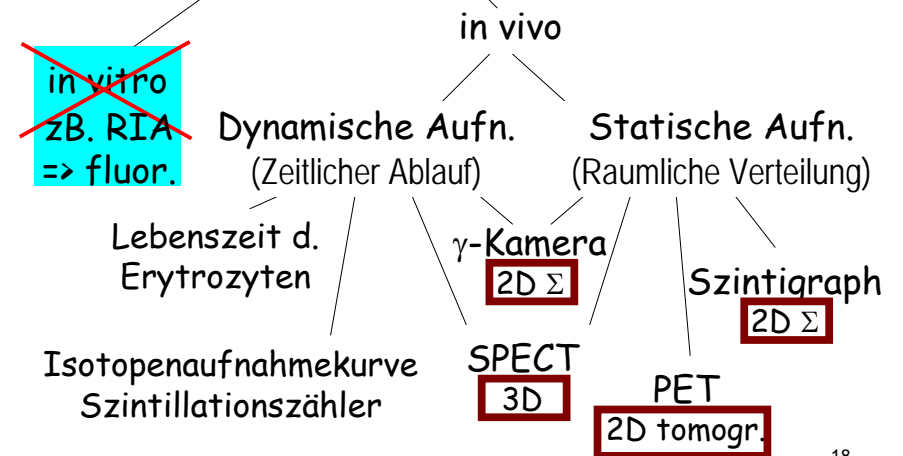 in vivo
in vitro
zB. RIA
=> fluor.
Dynamische Aufn.
(Zeitlicher Ablauf)
Statische Aufn.
(Raumliche Verteilung)
Lebenszeit d.
Erytrozyten
γ-Kamera
2D Σ
Szintigraph
2D Σ
Isotopenaufnahmekurve
Szintillationszähler
SPECT
3D
PET
2D tomogr.
18